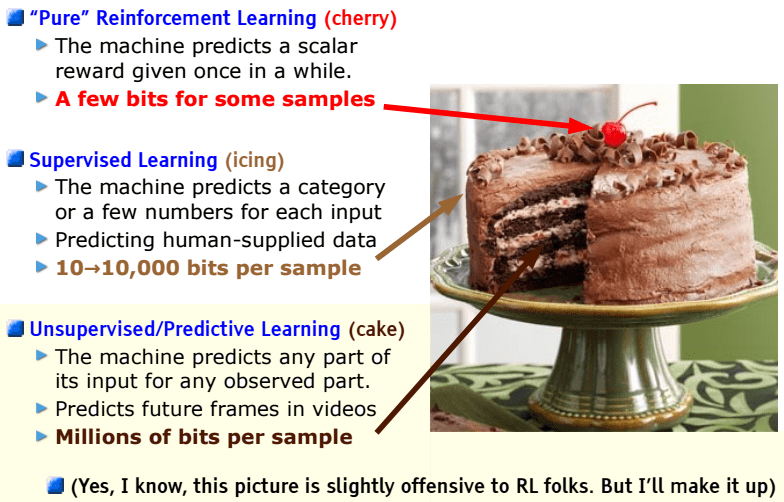 “Pure” Reinforcement Learning (cherry)
The machine predicts a scalar
reward given once in a while.
A few bits for some samples
Supervised Learning (icing)
The machine predicts a category
or a few numbers for each input
Predicting human-supplied data
10→10,000 bits per sample
Unsupervised/Predictive Learning (cake)
The machine predicts any part of
its input for any observed part.
Predicts future frames in videos
Millions of bits per sample
(Yes, I know, this picture is slightly offensive to RL folks. But I’ll make it up)